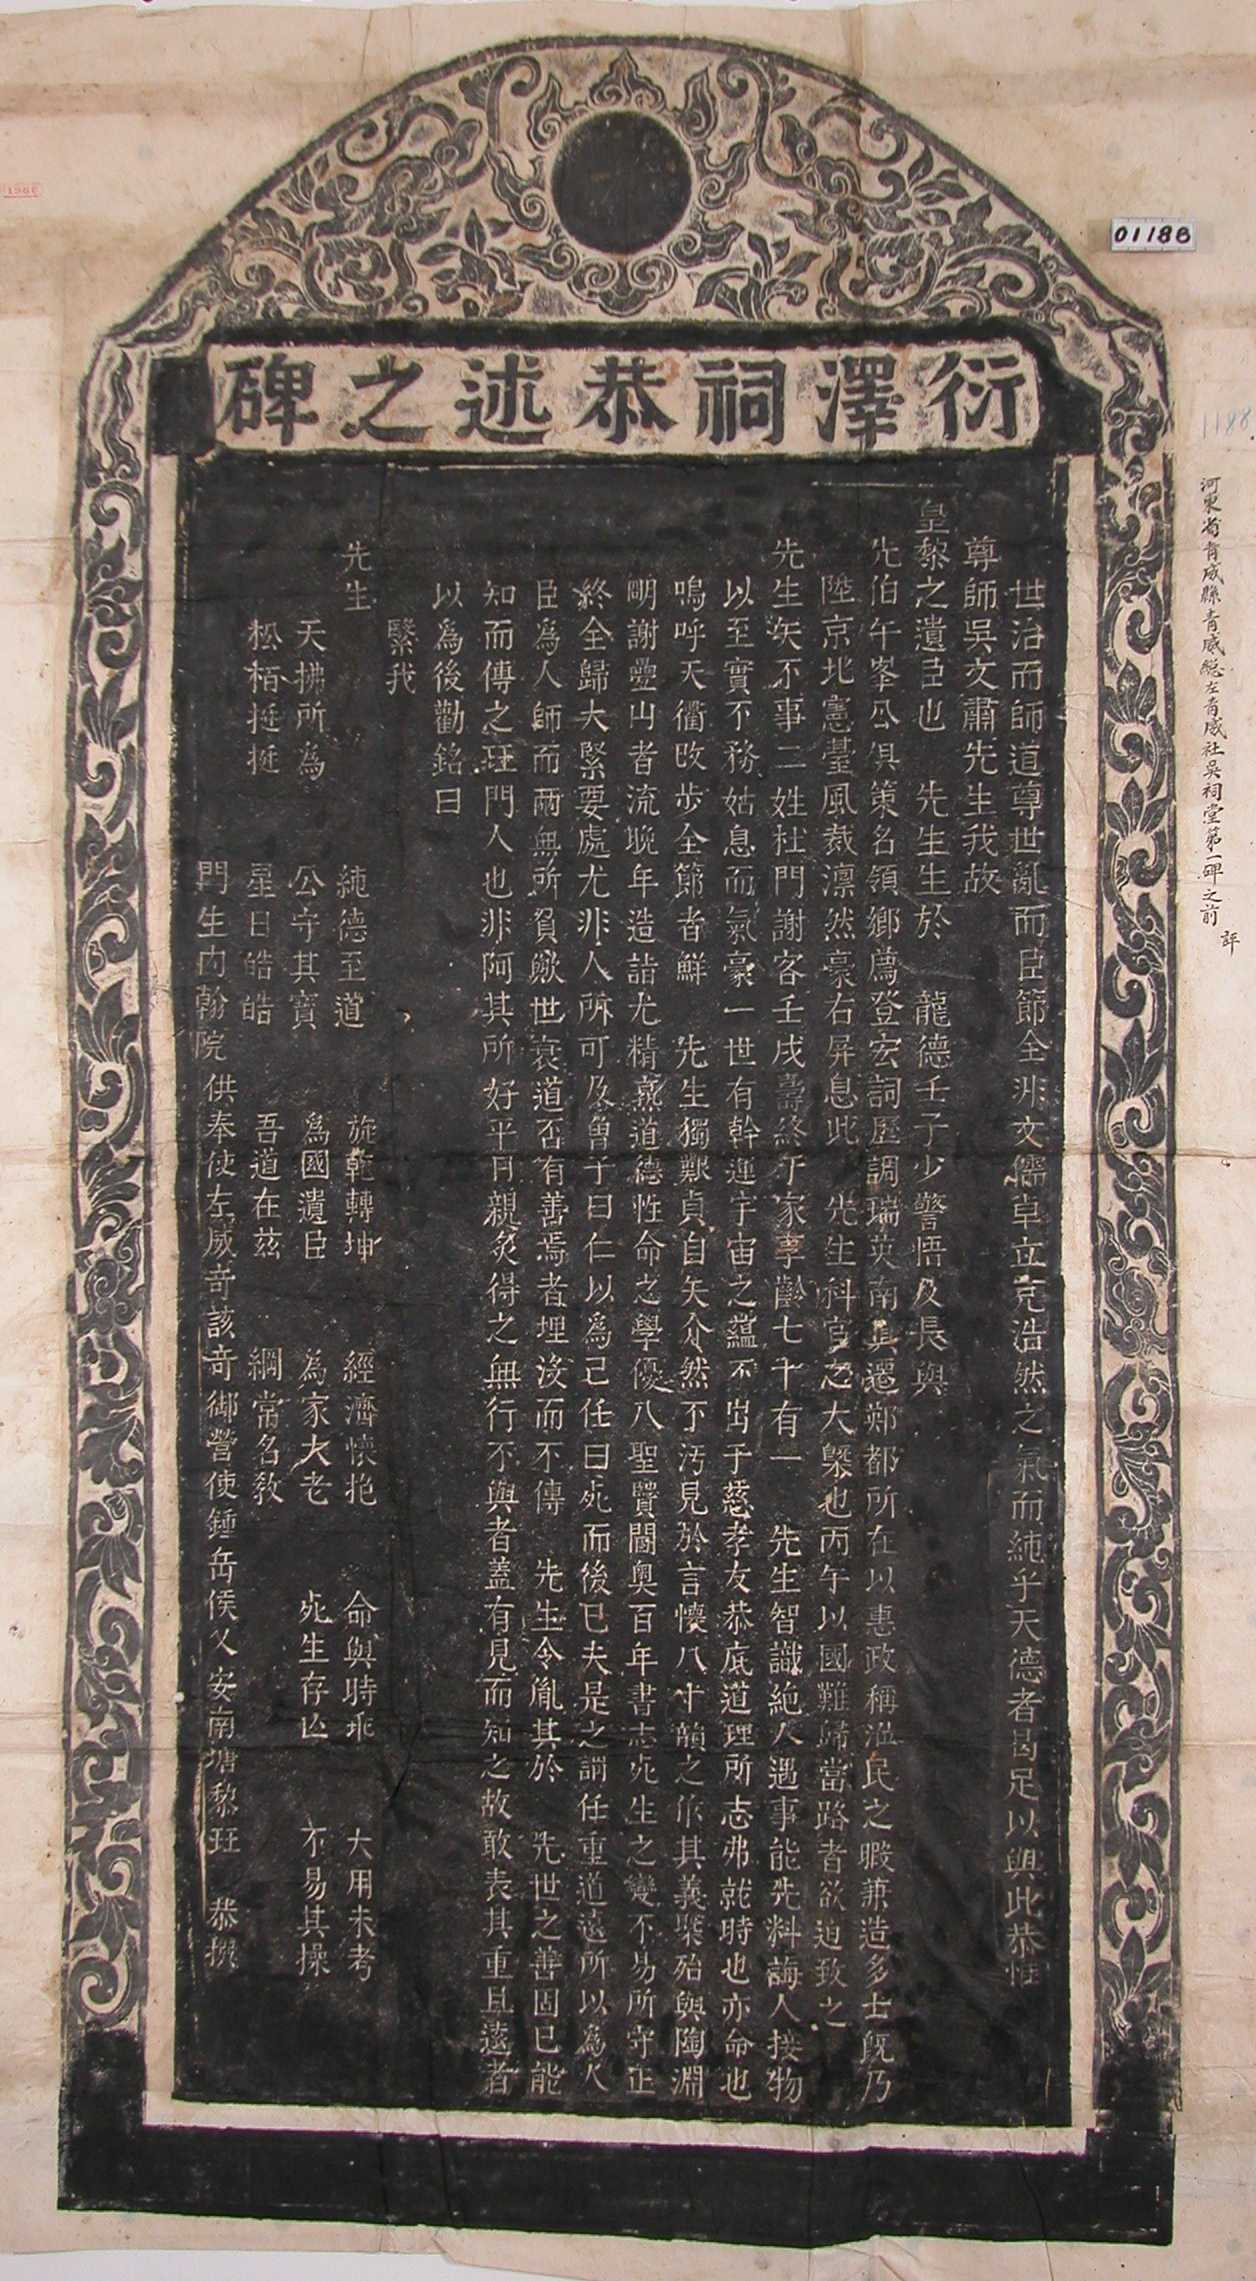 衍澤祠恭述之碑
世治而師道尊世亂而臣節全非文儒卓立克浩然之氣而純乎天德者曷足以與此恭惟
尊師吳文肅先生我故
皇黎之遺臣也 先生生於 龍德壬子少警悟及長與
先伯午峯公俱策名領鄉薦登宏詞歷調瑞英南真遷鄚都所在以惠政稱涖民之暇兼造多士既乃
陞京北憲臺風裁凛然豪右屏息此 先生科宦之大槩也丙午以國難歸當路者欲迫致之
先生矢不事二姓杜門謝客壬戌壽終于家享齡七十有一 先生智識絶人遇事能先料誨人接物
以至實不務姑息而氣豪一世有幹運宇宙之蘊不出于慈孝友恭底道理所志弗就時也亦命也
嗚呼天衢改步全節者鮮 先生獨艱貞自矢介然不汚見於言懷八十韻之作其義槩殆與陶淵
明謝疊山者流晚年造詣尤精熹道德性命之學優入聖賢閫奧百年書志死生之變不易所守正
終全歸大緊要處尤非人所可及曾子曰仁以為己任曰死而後已夫是之謂任重道遠所以為人
臣為人師而兩無所負歟世衰道否有善焉者埋沒而不傳 先生令胤其於 先世之善固已能
知而傳之玨門人也非阿其所好平日親炙得之無行不與者蓋有見而知之故敢表其重且遠者
以為後勸銘曰
繄我
先生 純德至道 旋乾轉坤 經濟懷抱 命與時乖 大用未考
天拂所為 公守其寶 為國遺臣 為家大老 死生存亾 不易其操
松栢挺挺 星日皓皓 吾道在茲 綱常名教
門生內翰院供奉使左威奇該奇御營使鍾岳侯乂安南塘黎玨 恭撰
河東省青威縣青威總左青威社吳祠堂第一碑之前
評
01188
1188